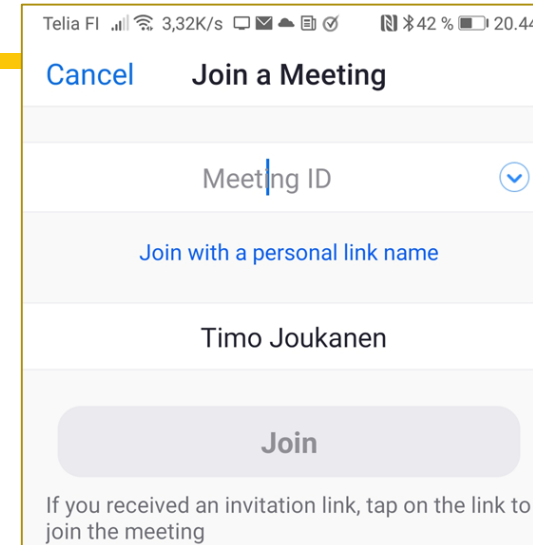 Telia FI 3,32K/s 42 % 20.44
Cancel Join a Meeting
Meeting ID
Join with a personal link name
Timo Joukanen
Join
If you received an invitation link, tap on the link to
join the meeting